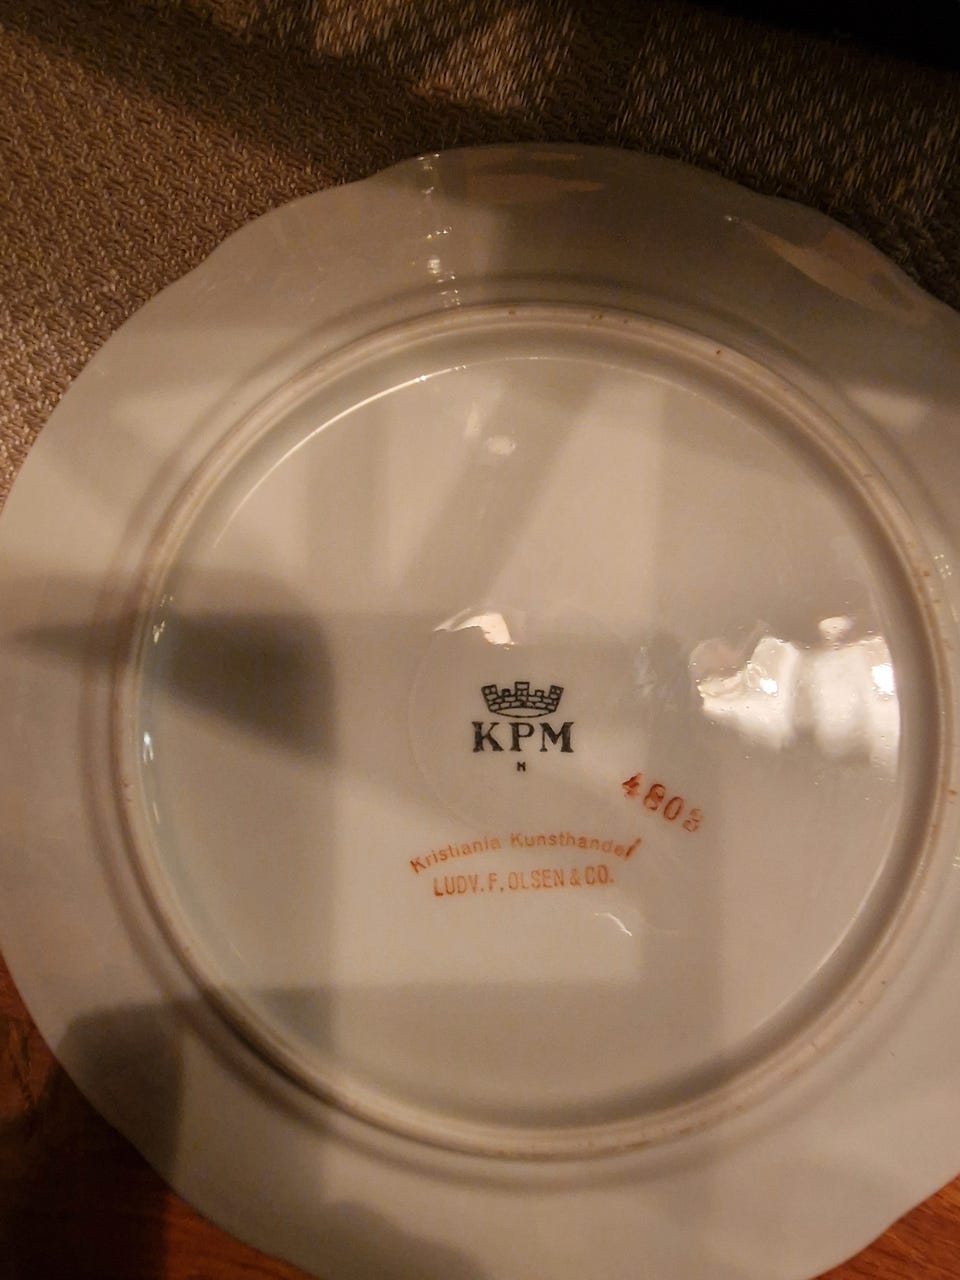 KPM
M
4808
Kristiania Kunsthandel
LUDV. F. OLSEN & CO.